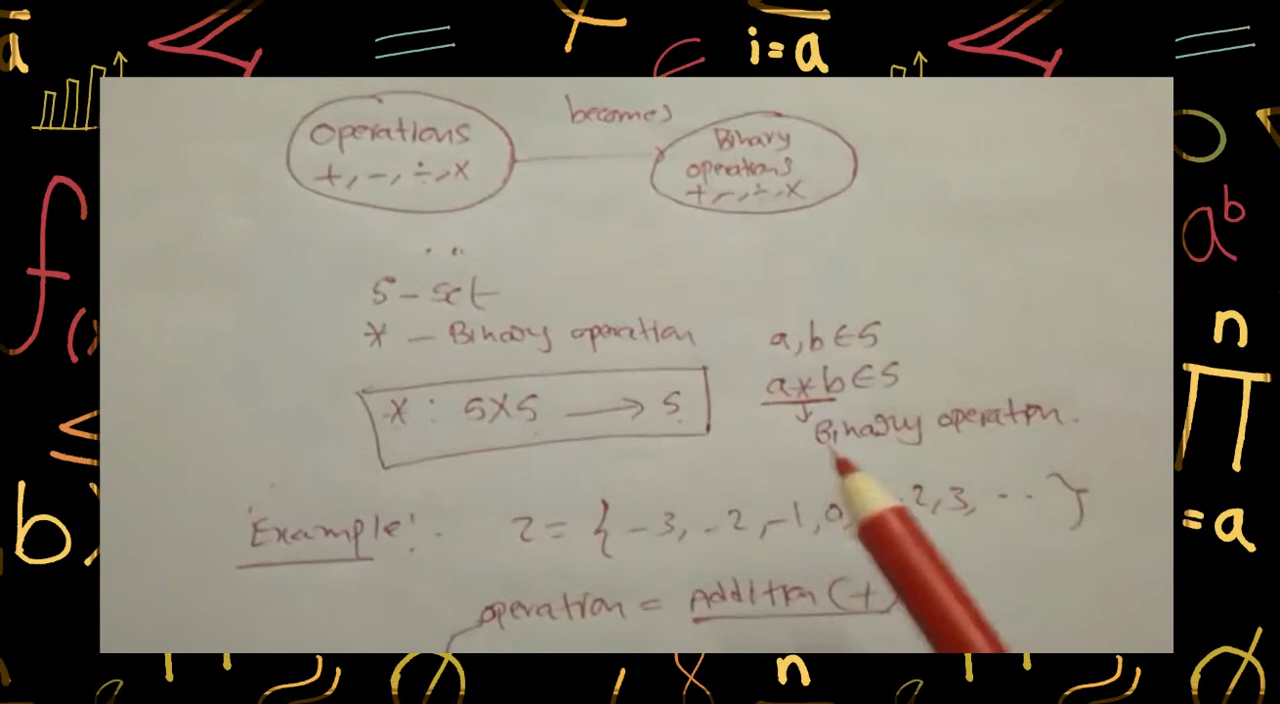 becomes
operations
+, -, ÷, ×
Binary
operations
+, -, ÷, ×
S - set
* - Binary operation
a, b ∈ S
a * b ∈ S
* : S × S → S
Binary operation.
Example:
Z = { -3, -2, -1, 0, 2, 3, ... }
operation = Addition (+)
i = a
a
f(x
b)
≤
a^b
n
∏
= a
n